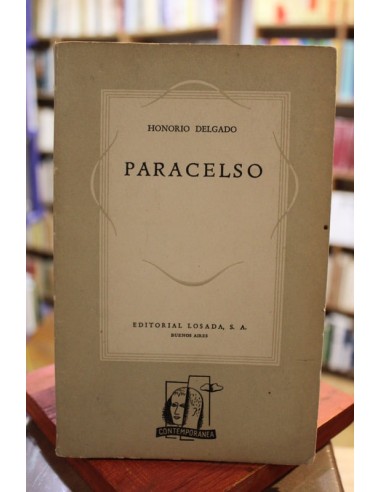 HONORIO DELGADO
PARACELSO
EDITORIAL LOSADA, S. A.
BUENOS AIRES
CONTEMPORANEA